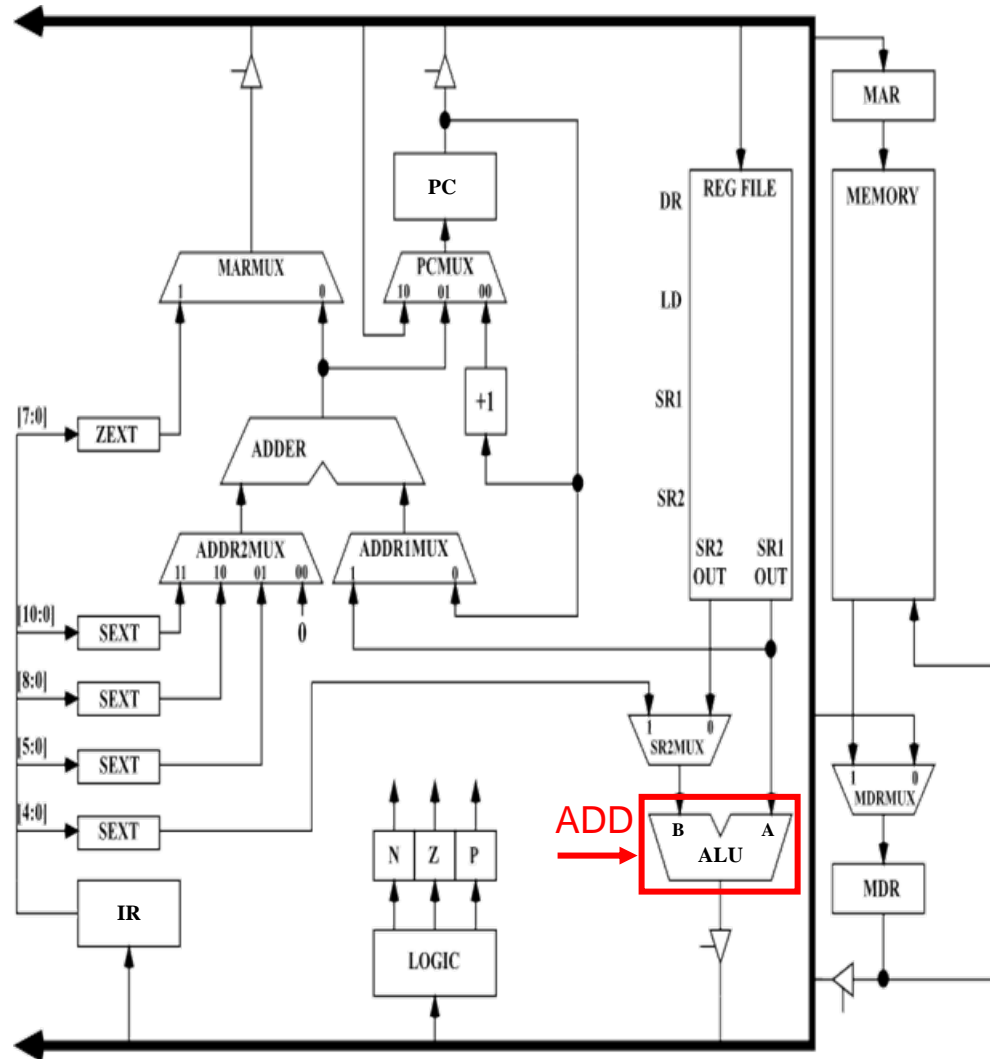 MAR
PC
REG FILE
MEMORY
DR
MARMUX
1 0
PCMUX
10 01 00
LD
+1
SR1
[7:0]
ZEXT
ADDER
SR2
ADDR2MUX
11 10 01 00
ADDR1MUX
1 0
SR2 OUT
SR1 OUT
[10:0]
SEXT
0
[8:0]
SEXT
1 0
SR2MUX
[5:0]
SEXT
1 0
MDRMUX
[4:0]
SEXT
ADD
B A
ALU
N Z P
MDR
IR
LOGIC